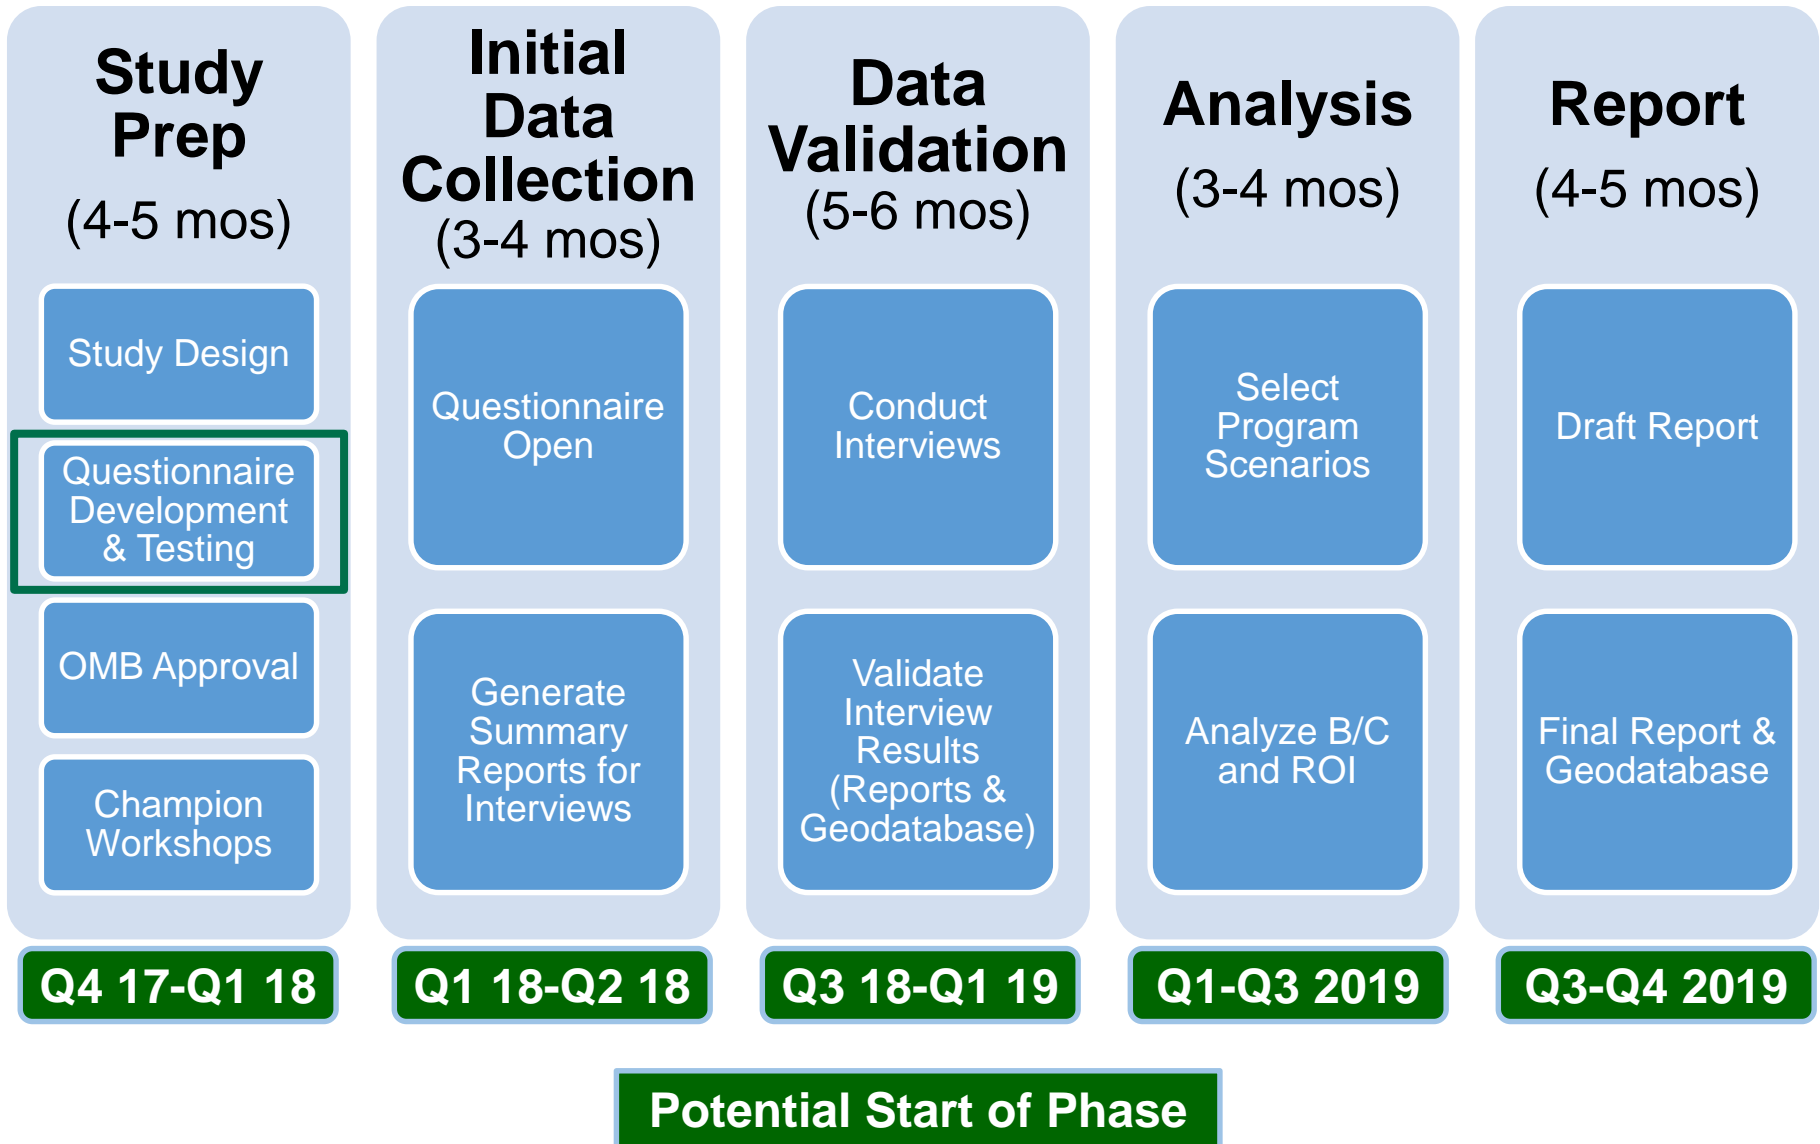 Study
Prep
(4-5 mos)
Study Design
Questionnaire
Development
& Testing
OMB Approval
Champion
Workshops
Q4 17-Q1 18
Initial
Data
Collection
(3-4 mos)
Questionnaire
Open
Generate
Summary
Reports for
Interviews
Q1 18-Q2 18
Data
Validation
(5-6 mos)
Conduct
Interviews
Validate
Interview
Results
(Reports &
Geodatabase)
Q3 18-Q1 19
Analysis
(3-4 mos)
Select
Program
Scenarios
Analyze B/C
and ROI
Q1-Q3 2019
Report
(4-5 mos)
Draft Report
Final Report &
Geodatabase
Q3-Q4 2019
Potential Start of Phase